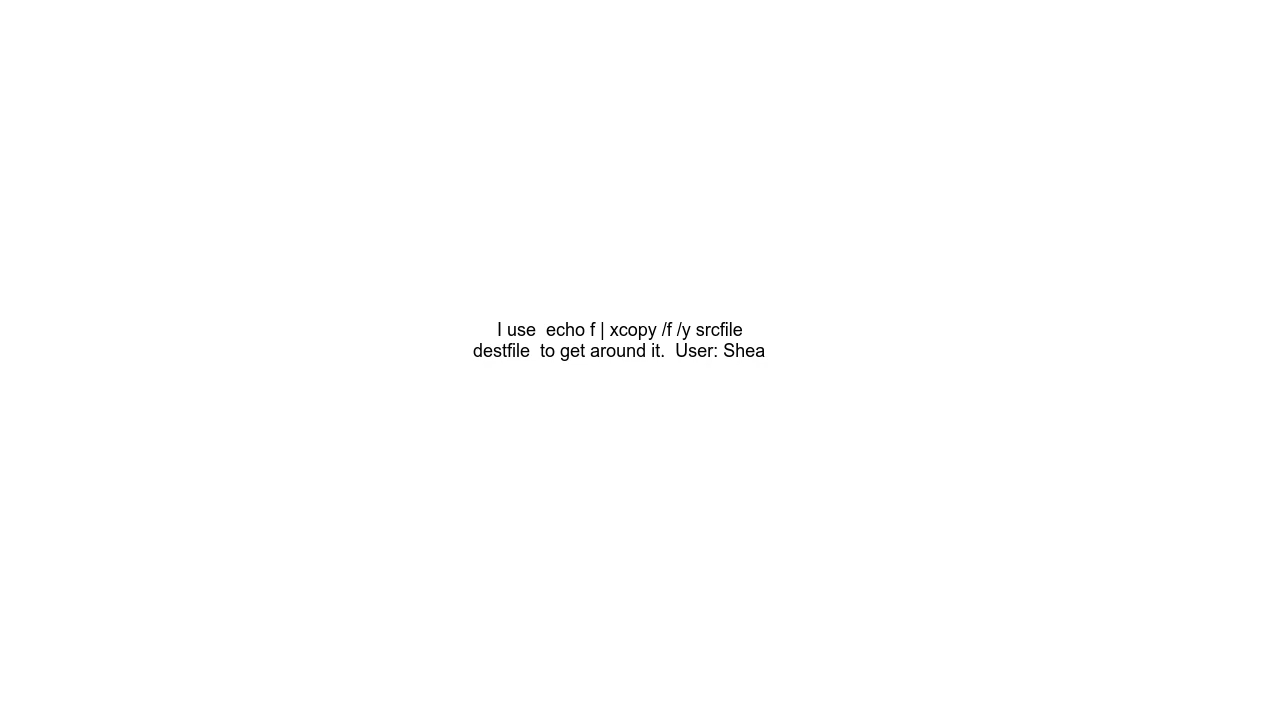 I use  echo f | xcopy /f /y srcfile
destfile  to get around it.  User: Shea